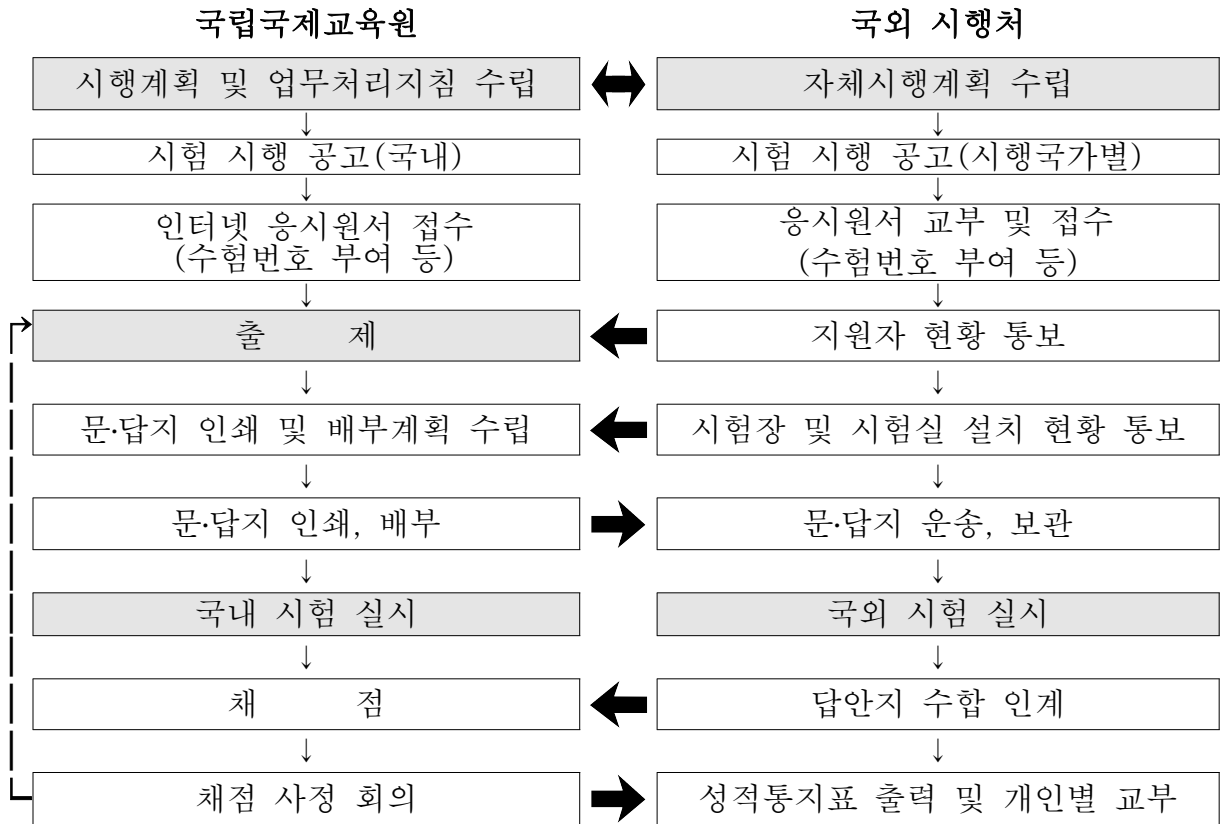 국립국제교육원 국외 시행처
시행계획 및 업무처리지침 수립 자체시행계획 수립
시험 시행 공고(국내) 시험 시행 공고(시행국가별)
인터넷 응시원서 접수 응시원서 교부 및 접수
(수험번호 부여 등) (수험번호 부여 등)
출 제 지원자 현황 통보
문·답지 인쇄 및 배부계획 수립 시험장 및 시험실 설치 현황 통보
문·답지 인쇄, 배부 문·답지 운송, 보관
국내 시험 실시 국외 시험 실시
채 점 답안지 수합 인계
채점 사정 회의 성적통지표 출력 및 개인별 교부